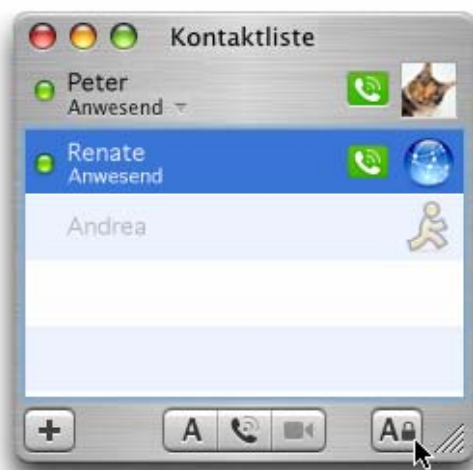 Kontaktliste
Peter
Anwesend
Renate
Anwesend
Andrea
A
A